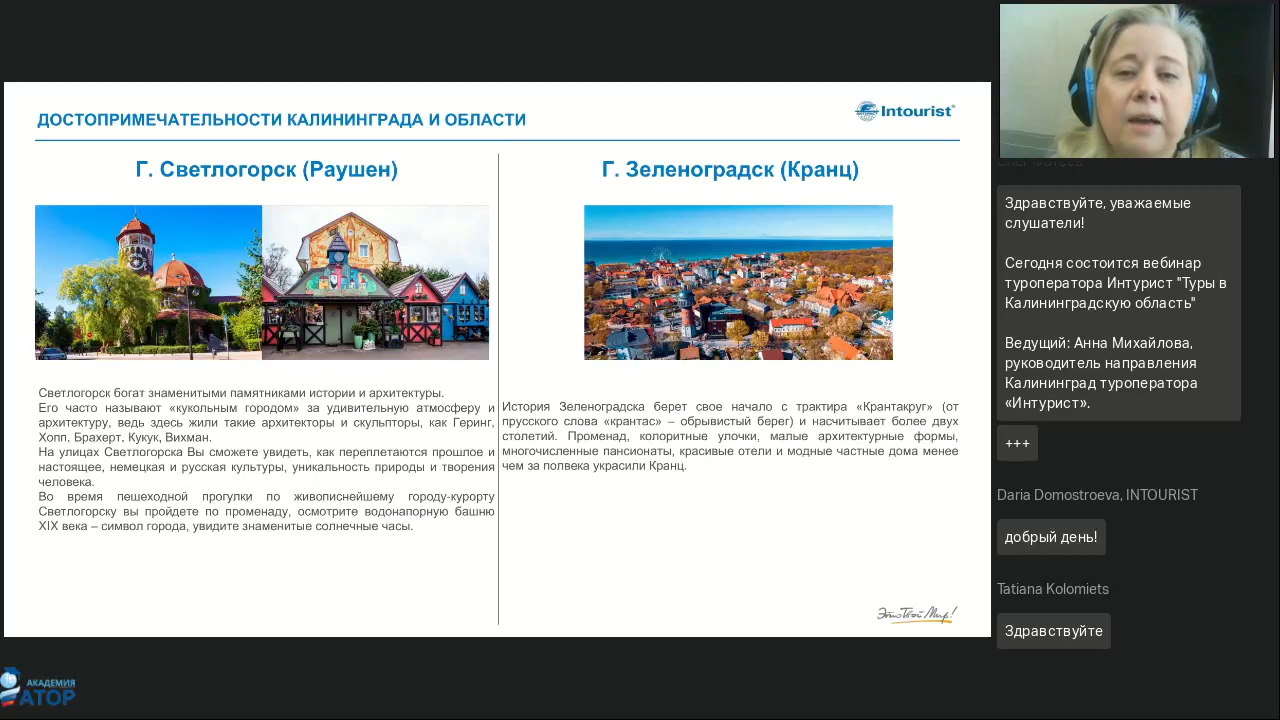 ДОСТОПРИМЕЧАТЕЛЬНОСТИ КАЛИНИНГРАДА И ОБЛАСТИ
Intourist®
Г. Светлогорск (Раушен)
Светлогорск богат знаменитыми памятниками истории и архитектуры.
Его часто называют «кукольным городом» за удивительную атмосферу и
архитектуру, ведь здесь жили такие архитекторы и скульпторы, как Геринг,
Хопп, Брахерт, Кукук, Вихман.
На улицах Светлогорска Вы сможете увидеть, как переплетаются прошлое и
настоящее, немецкая и русская культуры, уникальность природы и творения
человека.
Во время пешеходной прогулки по живописнейшему городу-курорту
Светлогорску вы пройдете по променаду, осмотрите водонапорную башню
XIX века – символ города, увидите знаменитые солнечные часы.
Г. Зеленоградск (Кранц)
История Зеленоградска берет свое начало с трактира «Крантакруг» (от
прусского слова «крантас» – обрывистый берег) и насчитывает более двух
столетий. Променад, колоритные улочки, малые архитектурные формы,
многочисленные пансионаты, красивые отели и модные частные дома менее
чем за полвека украсили Кранц.
Это Твой Мир!
АКАДЕМИЯ
АТОР
Здравствуйте, уважаемые
слушатели!
Сегодня состоится вебинар
туроператора Интурист "Туры в
Калининградскую область"
Ведущий: Анна Михайлова,
руководитель направления
Калининград туроператора
«Интурист».
+++
Daria Domostroeva, INTOURIST
добрый день!
Tatiana Kolomiets
Здравствуйте